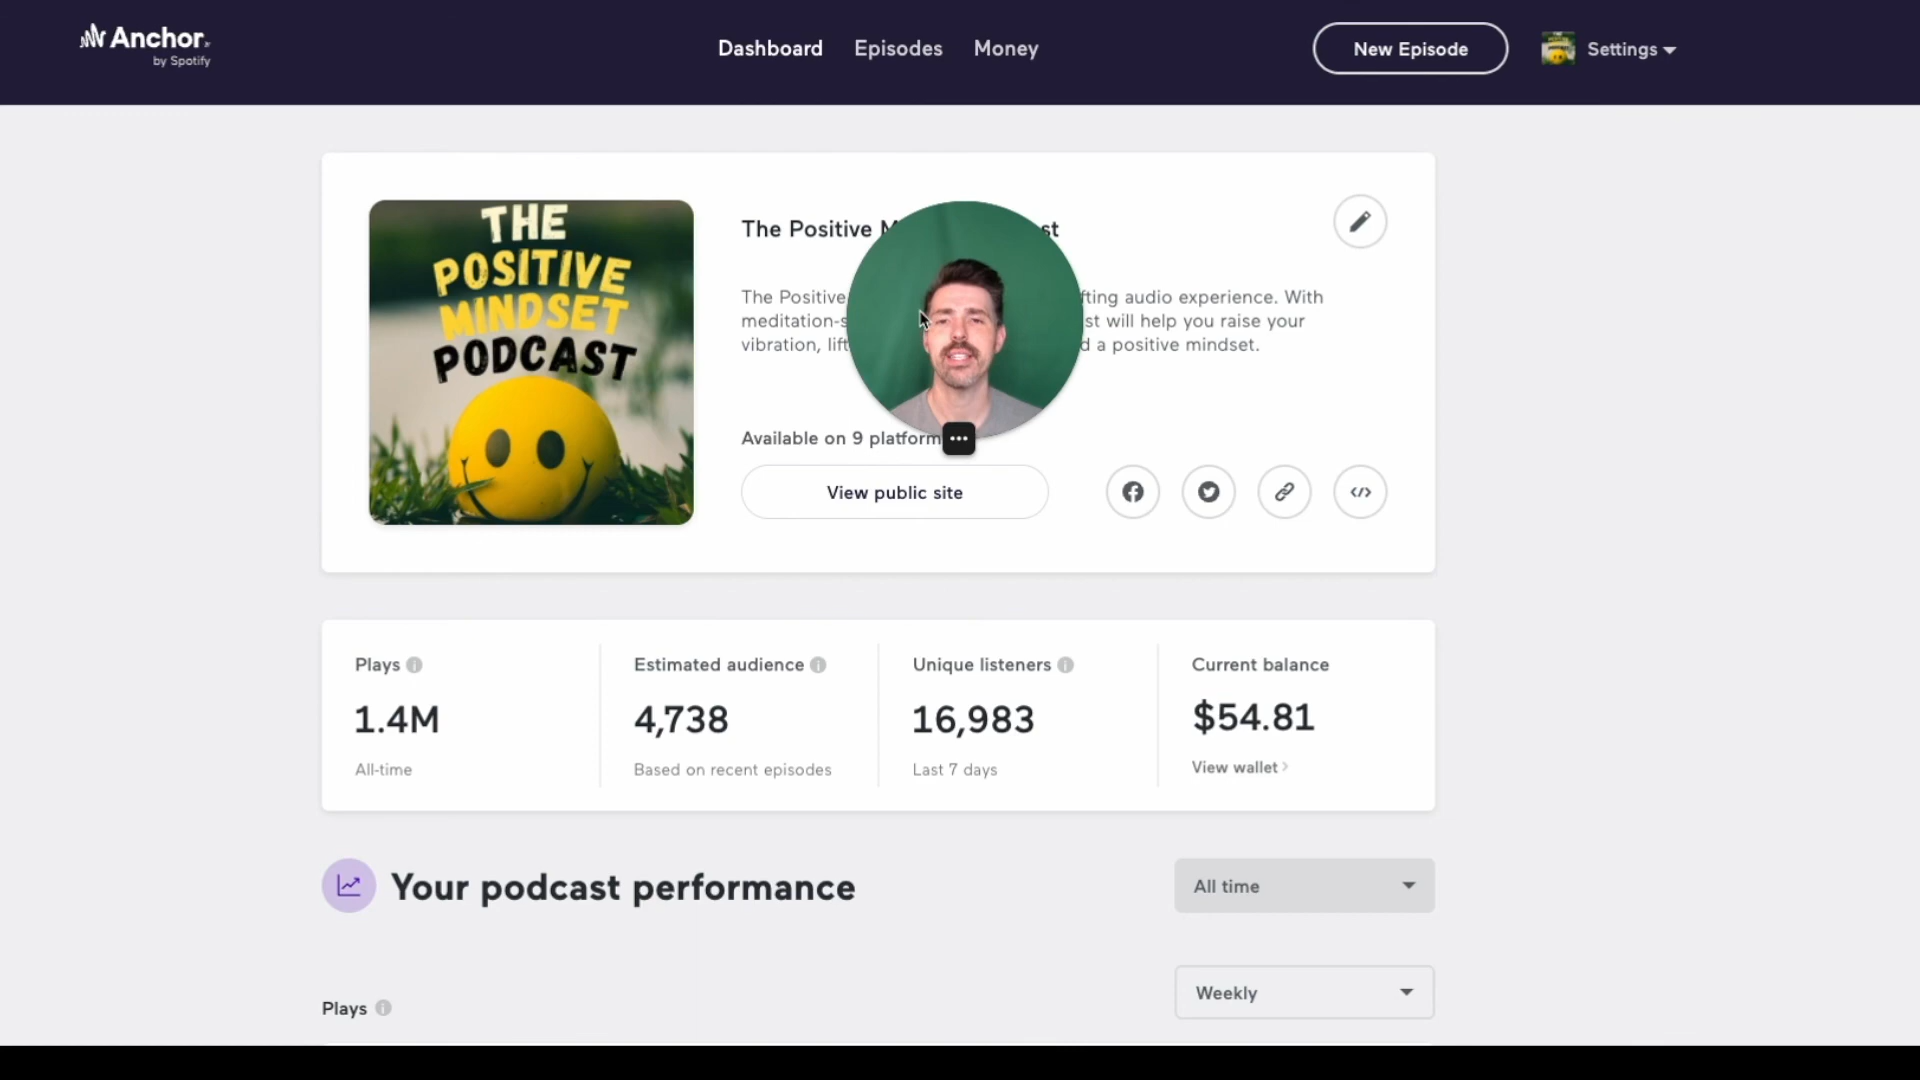 Anchor.
by Spotify
Dashboard Episodes Money
New Episode
Settings
THE
POSITIVE
MINDSET
PODCAST
The Positive M st
The Positive fting audio experience. With
meditation-s st will help you raise your
vibration, lift d a positive mindset.
Available on 9 platform
View public site
Plays
1.4M
All-time
Estimated audience
4,738
Based on recent episodes
Unique listeners
16,983
Last 7 days
Current balance
$54.81
View wallet
Your podcast performance
All time
Weekly
Plays